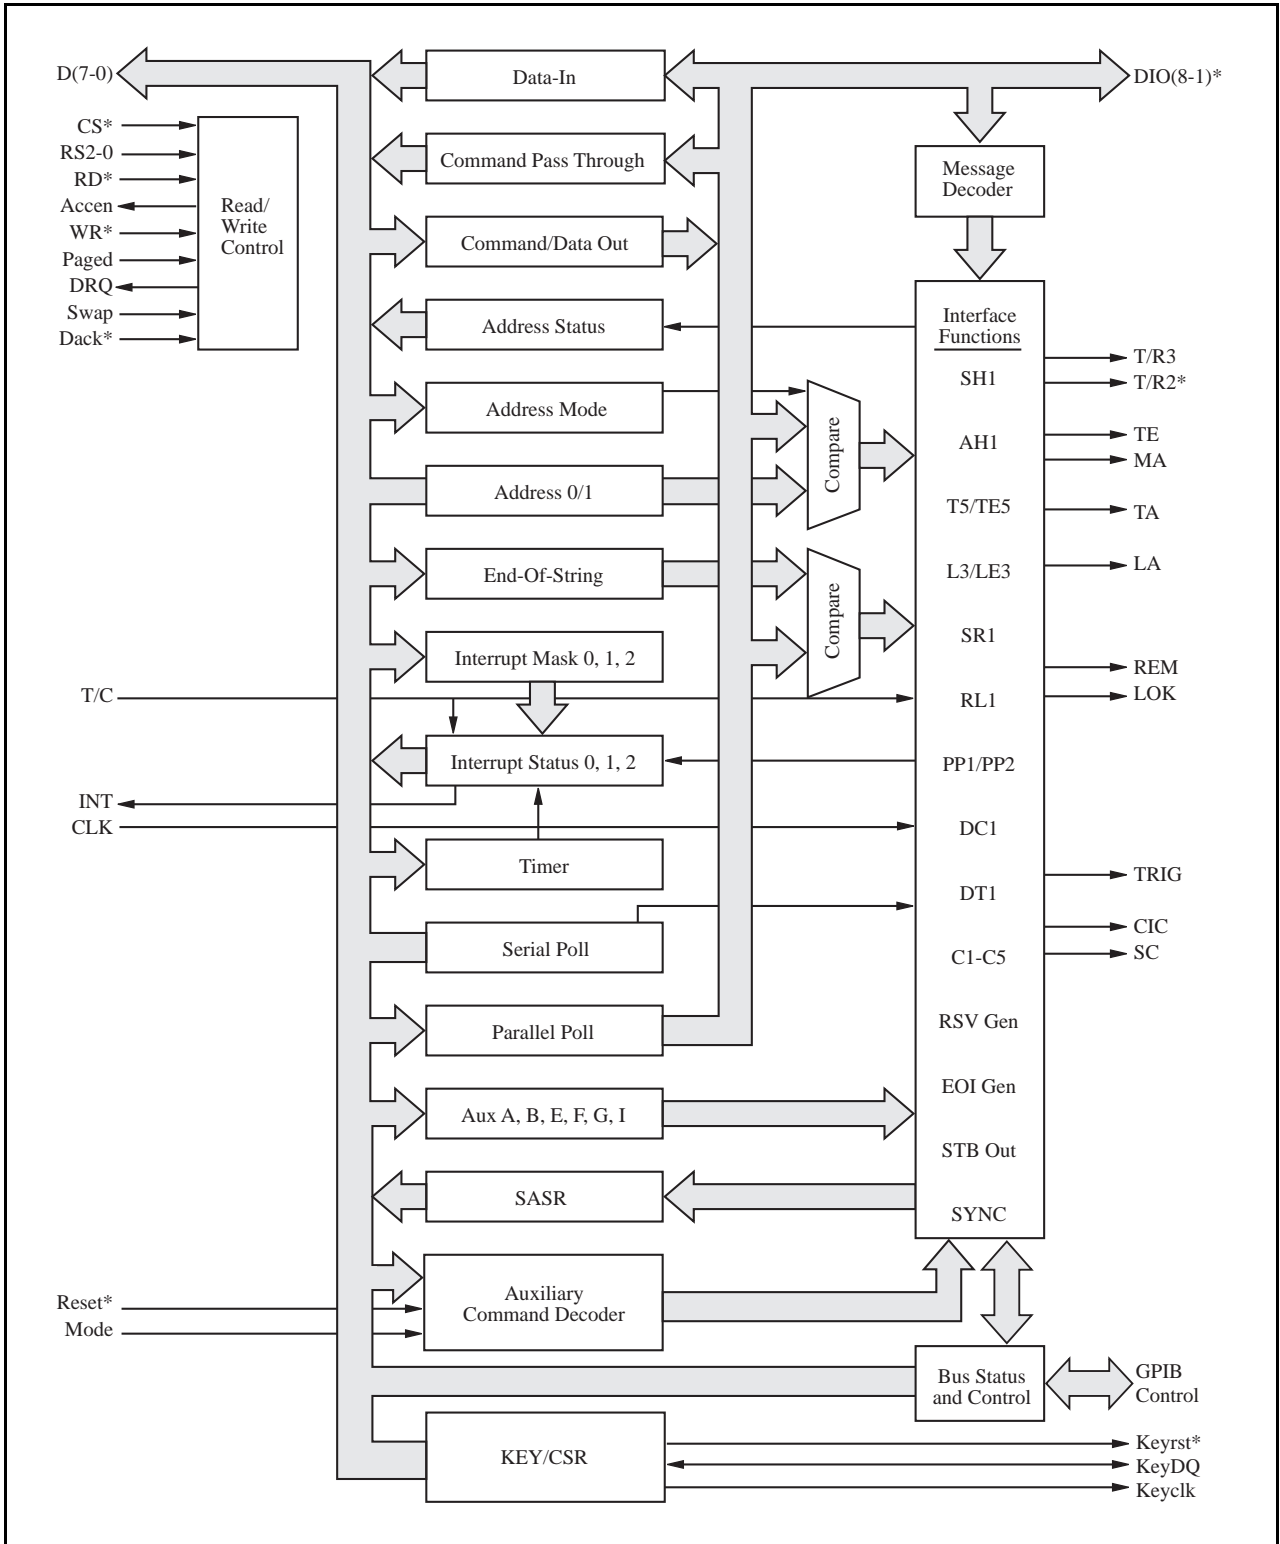 D(7-0)
Data-In
DIO(8-1)*
CS*
RS2-0
RD*
Accen
WR*
Paged
DRQ
Swap
Dack*
Read/
Write
Control
Command Pass Through
Message
Decoder
Command/Data Out
Address Status
Interface
Functions
SH1
AH1
T5/TE5
L3/LE3
SR1
RL1
PP1/PP2
DC1
DT1
C1-C5
RSV Gen
EOI Gen
STB Out
SYNC
T/R3
T/R2*
TE
MA
TA
LA
REM
LOK
TRIG
CIC
SC
Address Mode
Compare
Address 0/1
End-Of-String
Compare
Interrupt Mask 0, 1, 2
T/C
Interrupt Status 0, 1, 2
INT
CLK
Timer
Serial Poll
Parallel Poll
Aux A, B, E, F, G, I
SASR
Reset*
Mode
Auxiliary
Command Decoder
Bus Status
and Control
GPIB
Control
KEY/CSR
Keyrst*
KeyDQ
Keyclk